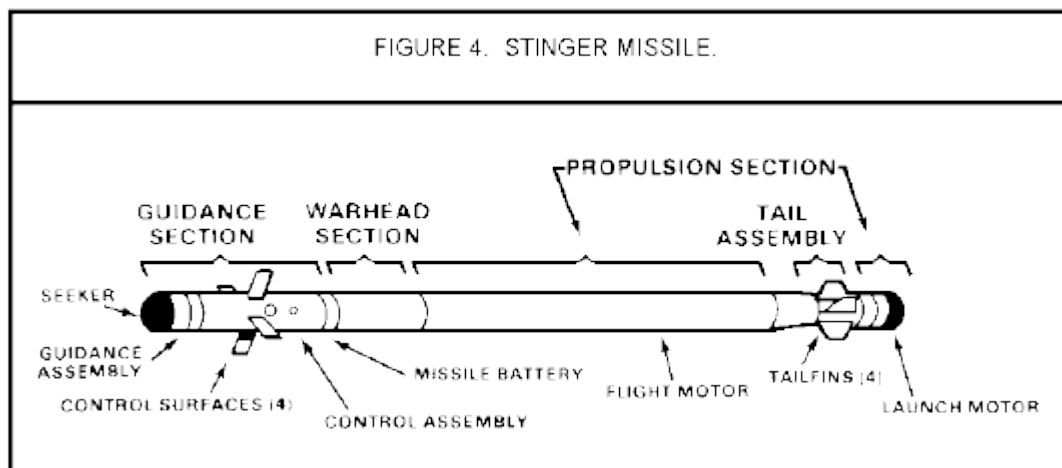 FIGURE 4. STINGER MISSILE.
PROPULSION SECTION
GUIDANCE
SECTION
WARHEAD
SECTION
TAIL
ASSEMBLY
SEEKER
GUIDANCE
ASSEMBLY
CONTROL SURFACES (4)
CONTROL ASSEMBLY
MISSILE BATTERY
FLIGHT MOTOR
TAILFINS (4)
LAUNCH MOTOR